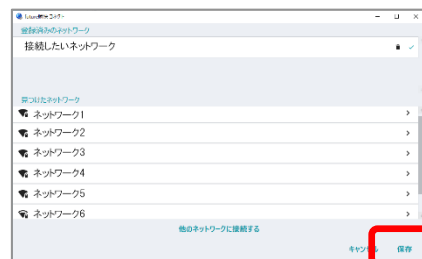 登録済みのネットワーク
接続したいネットワーク
見つけたネットワーク
ネットワーク1
ネットワーク2
ネットワーク3
ネットワーク4
ネットワーク5
ネットワーク6
他のネットワークに接続する
キャンセル
保存